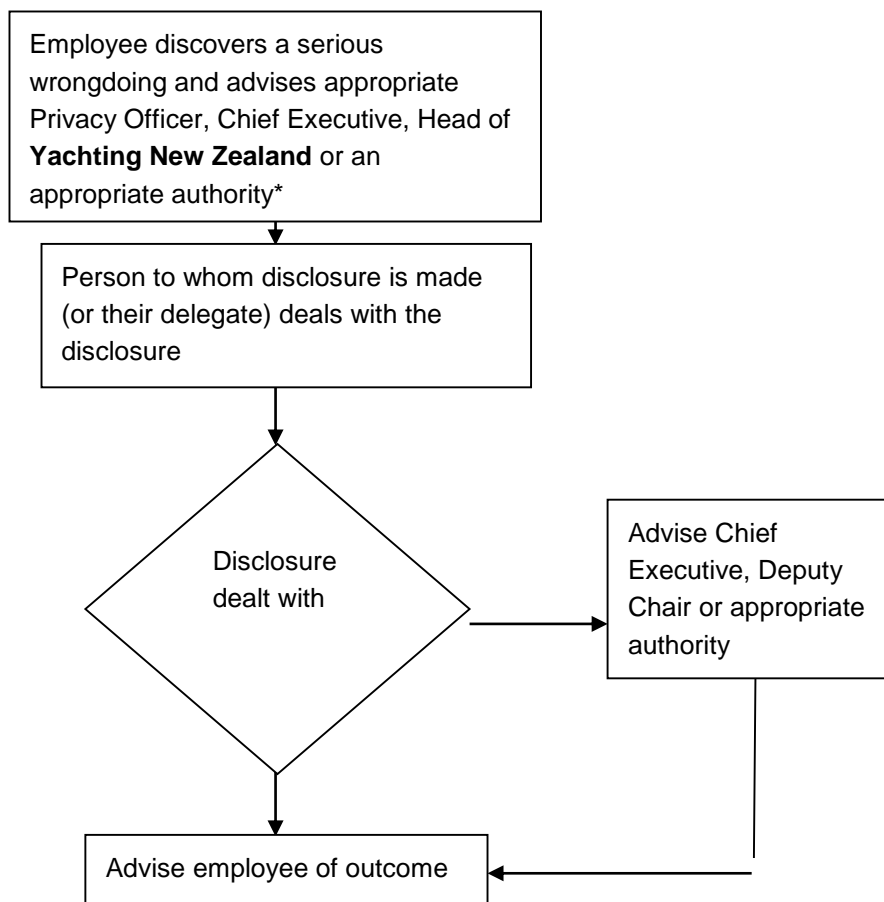 Employee discovers a serious
wrongdoing and advises appropriate
Privacy Officer, Chief Executive, Head of
Yachting New Zealand or an
appropriate authority*
Person to whom disclosure is made
(or their delegate) deals with the
disclosure
Disclosure
dealt with
Advise Chief
Executive, Deputy
Chair or appropriate
authority
Advise employee of outcome